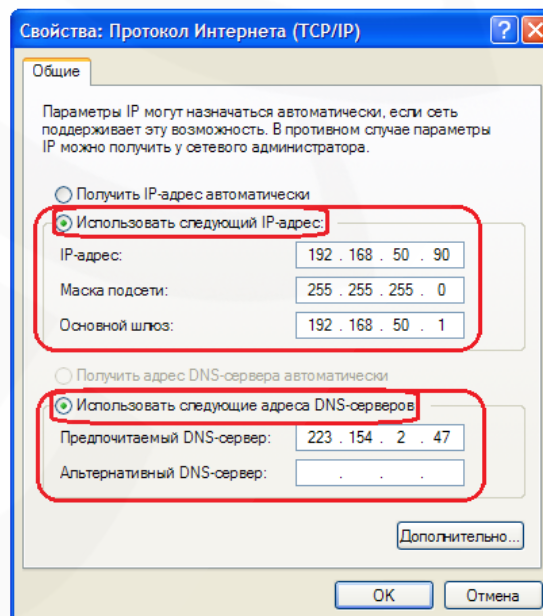 Свойства: Протокол Интернета (TCP/IP)
Общие
Параметры IP могут назначаться автоматически, если сеть
поддерживает эту возможность. В противном случае параметры
IP можно получить у сетевого администратора.
Получить IP-адрес автоматически
Использовать следующий IP-адрес:
IP-адрес: 192 . 168 . 50 . 90
Маска подсети: 255 . 255 . 255 . 0
Основной шлюз: 192 . 168 . 50 . 1
Получить адрес DNS-сервера автоматически
Использовать следующие адреса DNS-серверов
Предпочитаемый DNS-сервер: 223 . 154 . 2 . 47
Альтернативный DNS-сервер: . . .
Дополнительно...
OK Отмена